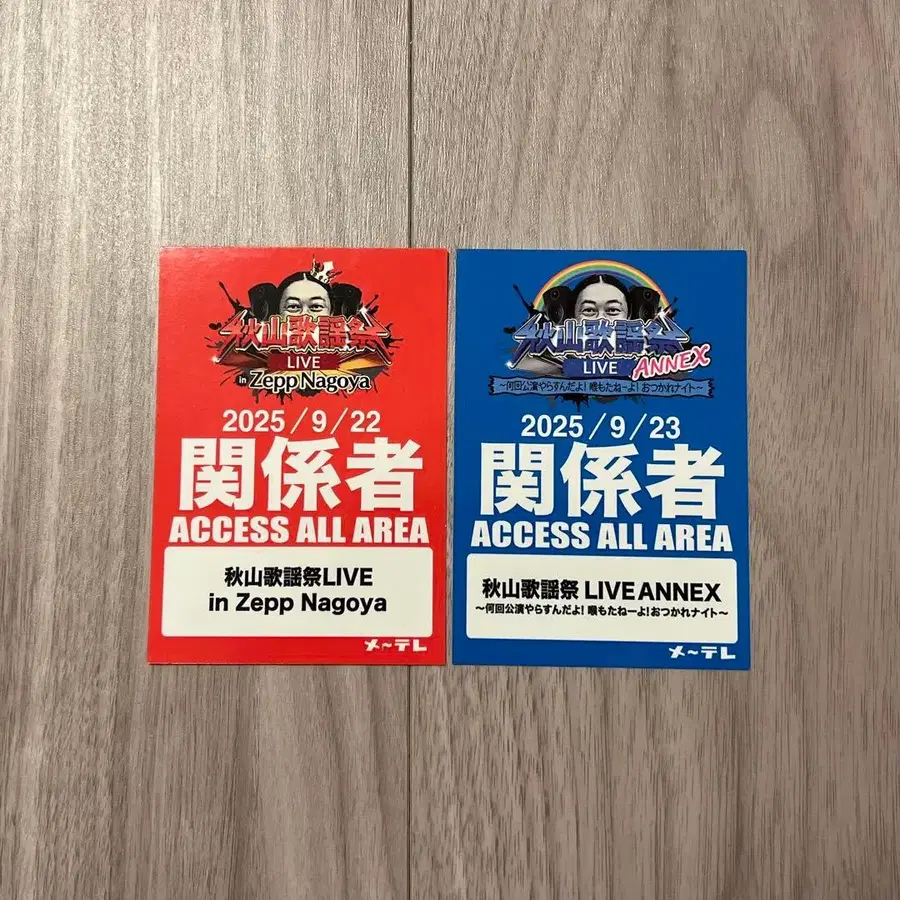 秋山歌謡祭
LIVE
in Zepp Nagoya
2025/9/22
関係者
ACCESS ALL AREA
秋山歌謡祭LIVE
in Zepp Nagoya
メ~テレ
秋山歌謡祭
LIVE ANNEX
~何回公演やらすんだよ! 喉もたねーよ! おつかれナイト~
2025/9/23
関係者
ACCESS ALL AREA
秋山歌謡祭 LIVE ANNEX
~何回公演やらすんだよ! 喉もたねーよ! おつかれナイト~
メ~テレ